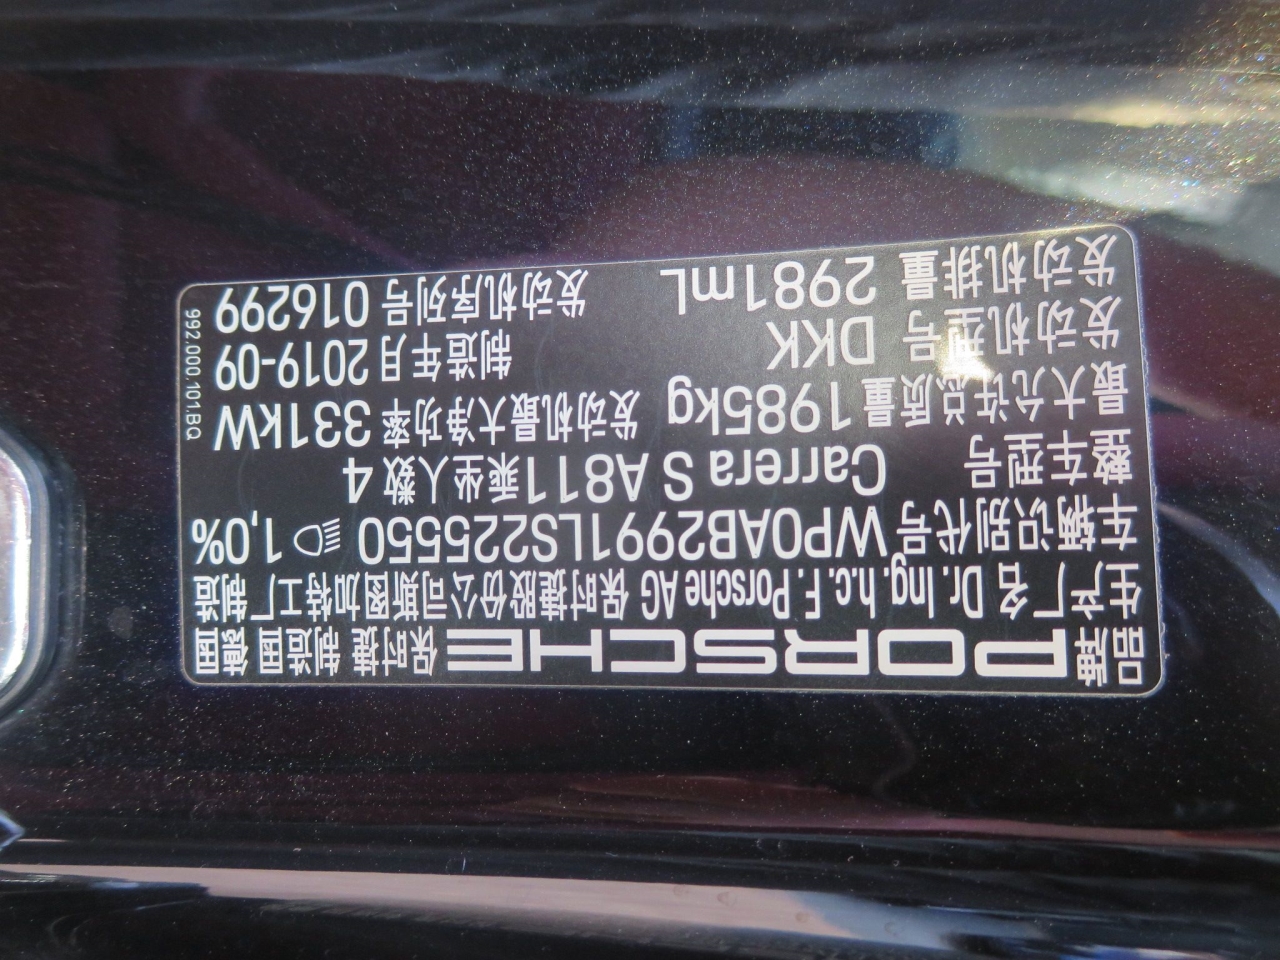 品牌 PORSCHE 保时捷 制造国 德国
生产厂名 Dr. Ing. h.c. F. Porsche AG 保时捷股份公司斯图加特工厂制造
车辆识别代号 WP0AB2991LS225550 1,0%
整车型号 Carrera S A811 乘坐人数 4
最大允许总质量 1985kg 发动机最大净功率 331kW
发动机型号 DKK 制造年月 2019-09
发动机排量 2981mL 发动机序列号 016299
992.000.101.BQ